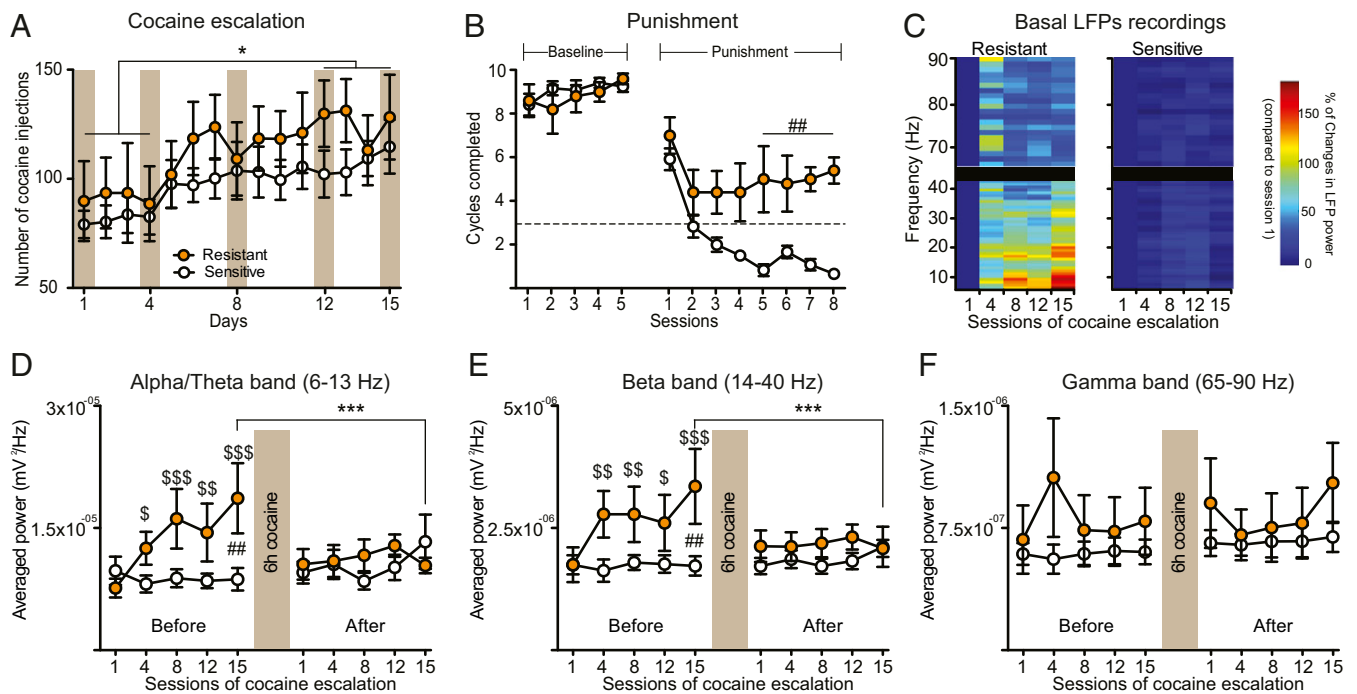 A
Cocaine escalation
Number of cocaine injections
150
100
50
*
Resistant
Sensitive
1
4
8
12
15
Days
B
Punishment
Baseline
Punishment
Cycles completed
10
8
6
4
2
##
1 2 3 4 5
1 2 3 4 5 6 7 8
Sessions
C
Basal LFPs recordings
Resistant
Sensitive
Frequency (Hz)
90
70
40
30
20
10
1 4 8 12 15
1 4 8 12 15
Sessions of cocaine escalation
150
100
50
0
% of Changes in LFP power
(compared to session 1)
D
Alpha/Theta band (6-13 Hz)
Averaged power (mV²/Hz)
3x10-05
1.5x10-05
$
$$$
$$
$$$
##
***
6h cocaine
Before
After
1 4 8 12 15
1 4 8 12 15
Sessions of cocaine escalation
E
Beta band (14-40 Hz)
Averaged power (mV²/Hz)
5x10-06
2.5x10-06
$$
$$
$
$$$
##
***
6h cocaine
Before
After
1 4 8 12 15
1 4 8 12 15
Sessions of cocaine escalation
F
Gamma band (65-90 Hz)
Averaged power (mV²/Hz)
1.5x10-06
7.5x10-07
6h cocaine
Before
After
1 4 8 12 15
1 4 8 12 15
Sessions of cocaine escalation